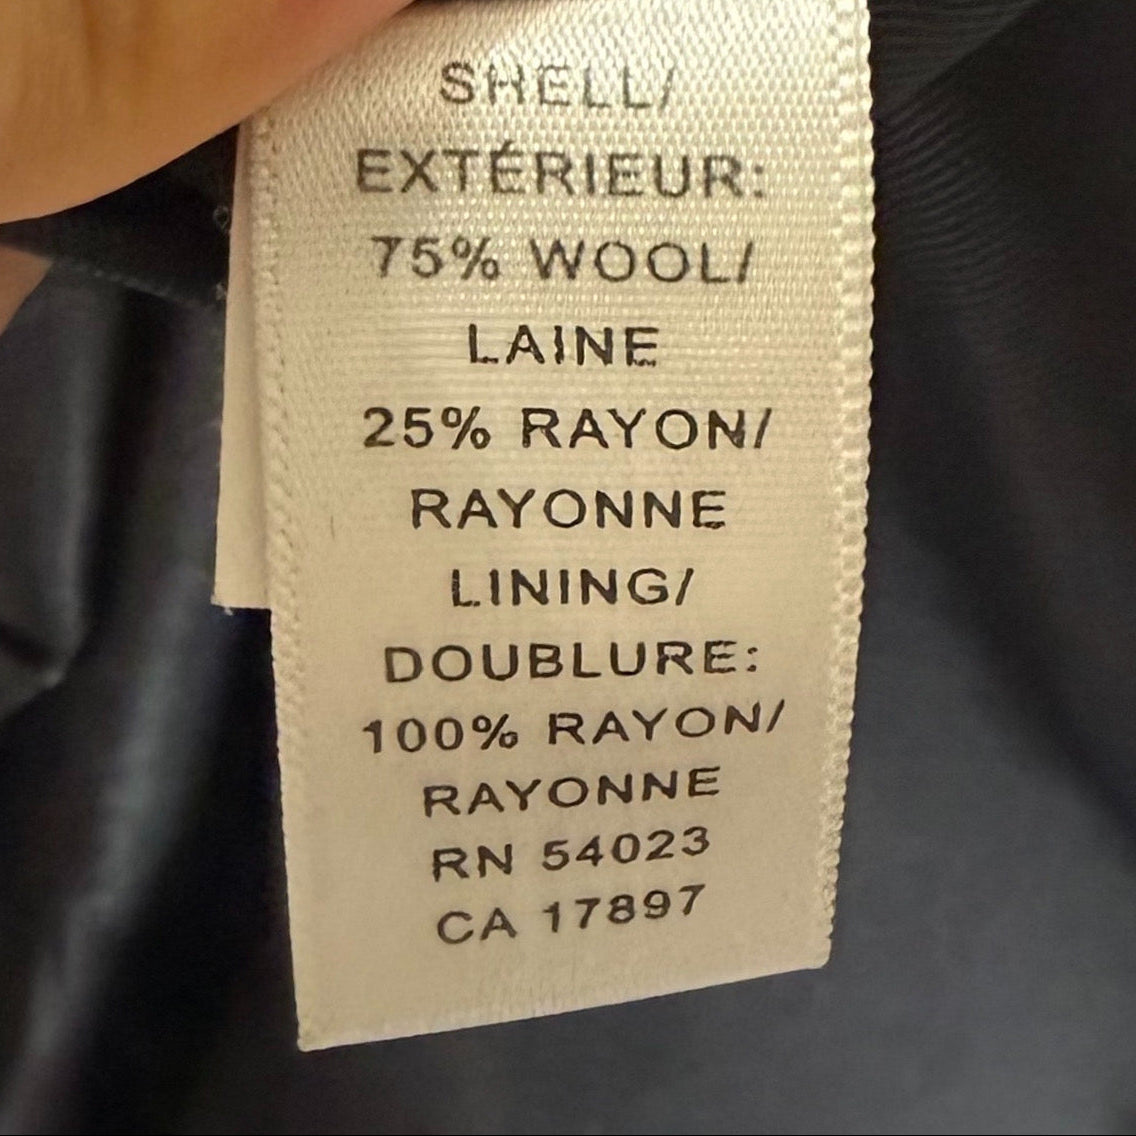 SHELL/
EXTÉRIEUR:
75% WOOL/
LAINE
25% RAYON/
RAYONNE
LINING/
DOUBLURE:
100% RAYON/
RAYONNE
RN 54023
CA 17897